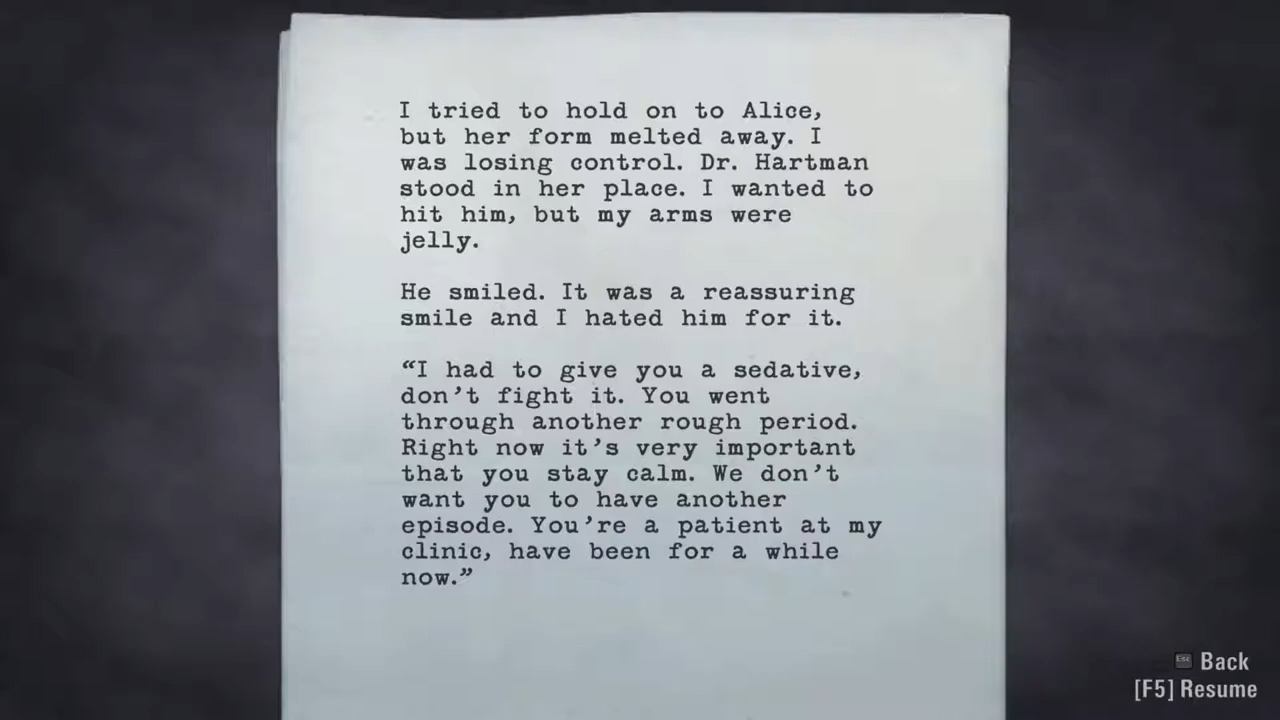 I tried to hold on to Alice,
but her form melted away. I
was losing control. Dr. Hartman
stood in her place. I wanted to
hit him, but my arms were
jelly.
He smiled. It was a reassuring
smile and I hated him for it.
“I had to give you a sedative,
don’t fight it. You went
through another rough period.
Right now it’s very important
that you stay calm. We don’t
want you to have another
episode. You’re a patient at my
clinic, have been for a while
now.”
Esc Back
[F5] Resume